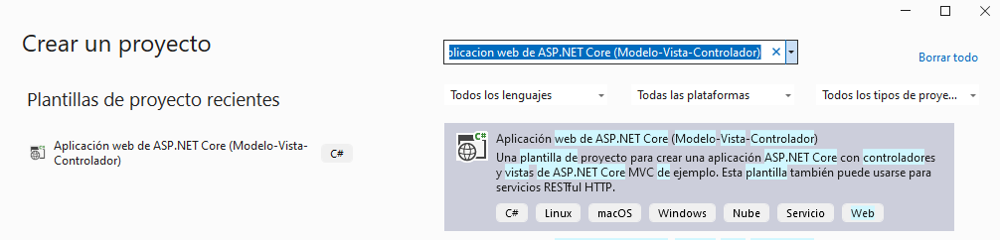 Crear un proyecto
plicacion web de ASP.NET Core (Modelo-Vista-Controlador)
Borrar todo
Plantillas de proyecto recientes
Todos los lenguajes
Todas las plataformas
Todos los tipos de proye...
Aplicación web de ASP.NET Core (Modelo-Vista-
Controlador)
C#
C#
Aplicación web de ASP.NET Core (Modelo-Vista-Controlador)
Una plantilla de proyecto para crear una aplicación ASP.NET Core con controladores
y vistas de ASP.NET Core MVC de ejemplo. Esta plantilla también puede usarse para
servicios RESTful HTTP.
C#
Linux
macOS
Windows
Nube
Servicio
Web